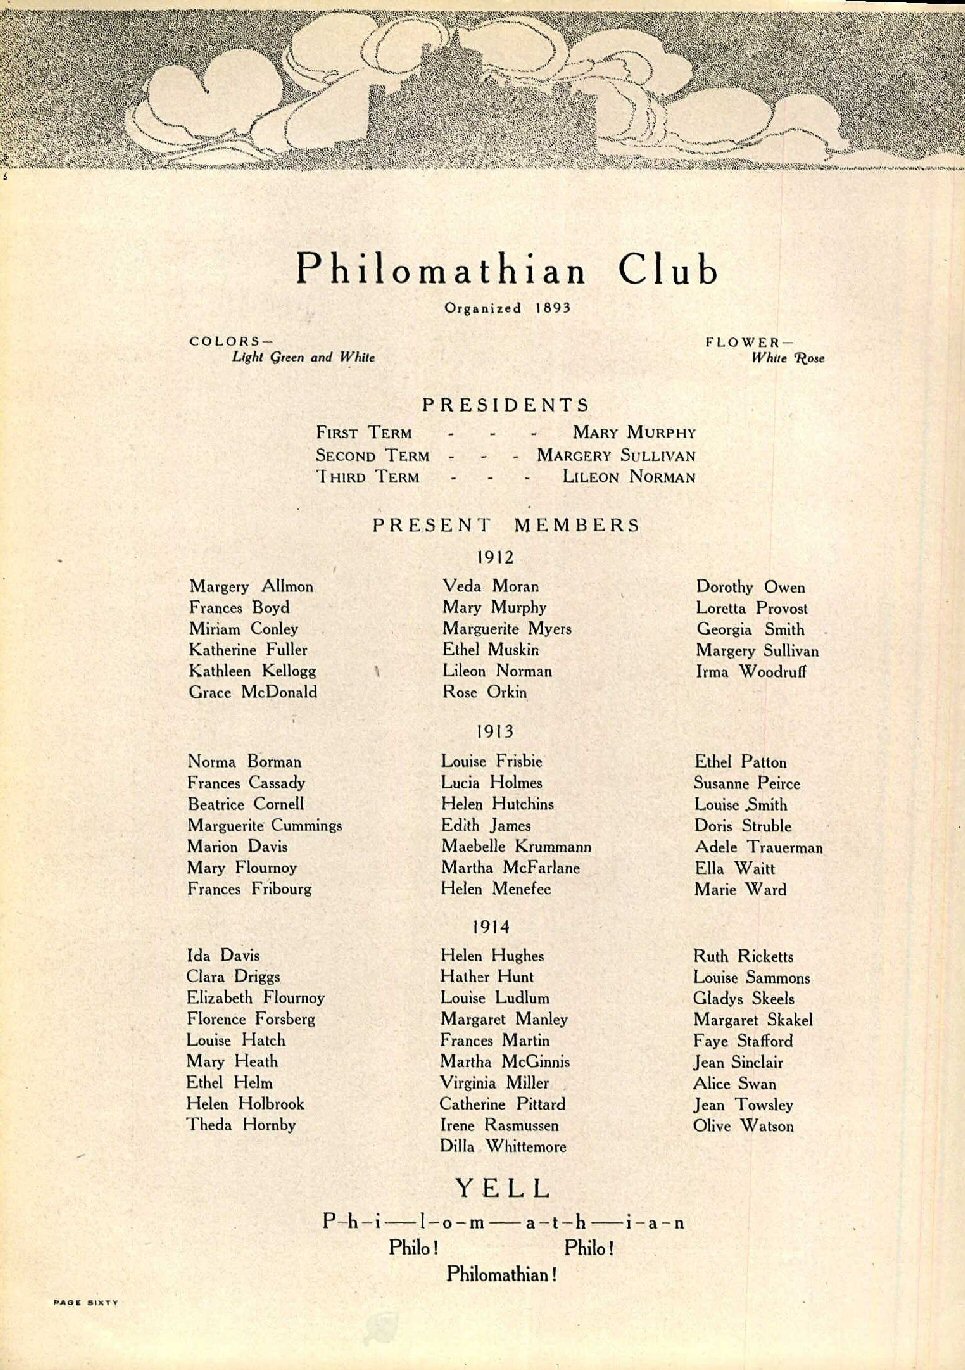 Philomathian Club
Organized 1893
COLORS—
Light Green and White
FLOWER—
White Rose
PRESIDENTS
FIRST TERM - - - MARY MURPHY
SECOND TERM - - - MARGERY SULLIVAN
THIRD TERM - - - LILEON NORMAN
PRESENT MEMBERS
1912
Margery Allmon
Frances Boyd
Miriam Conley
Katherine Fuller
Kathleen Kellogg
Grace McDonald
Veda Moran
Mary Murphy
Marguerite Myers
Ethel Muskin
Lileon Norman
Rose Orkin
Dorothy Owen
Loretta Provost
Georgia Smith
Margery Sullivan
Irma Woodruff
1913
Norma Borman
Frances Cassady
Beatrice Cornell
Marguerite Cummings
Marion Davis
Mary Flournoy
Frances Fribourg
Louise Frisbie
Lucia Holmes
Helen Hutchins
Edith James
Maebelle Krummann
Martha McFarlane
Helen Menefee
Ethel Patton
Susanne Peirce
Louise Smith
Doris Struble
Adele Trauerman
Ella Waitt
Marie Ward
1914
Ida Davis
Clara Driggs
Elizabeth Flournoy
Florence Forsberg
Louise Hatch
Mary Heath
Ethel Helm
Helen Holbrook
Theda Hornby
Helen Hughes
Hather Hunt
Louise Ludlum
Margaret Manley
Frances Martin
Martha McGinnis
Virginia Miller
Catherine Pittard
Irene Rasmussen
Dilla Whittemore
Ruth Ricketts
Louise Sammons
Gladys Skeels
Margaret Skakel
Faye Stafford
Jean Sinclair
Alice Swan
Jean Towsley
Olive Watson
YELL
P-h-i——l-o-m——a-t-h——i-a-n
Philo! Philo!
Philomathian!
PAGE SIXTY